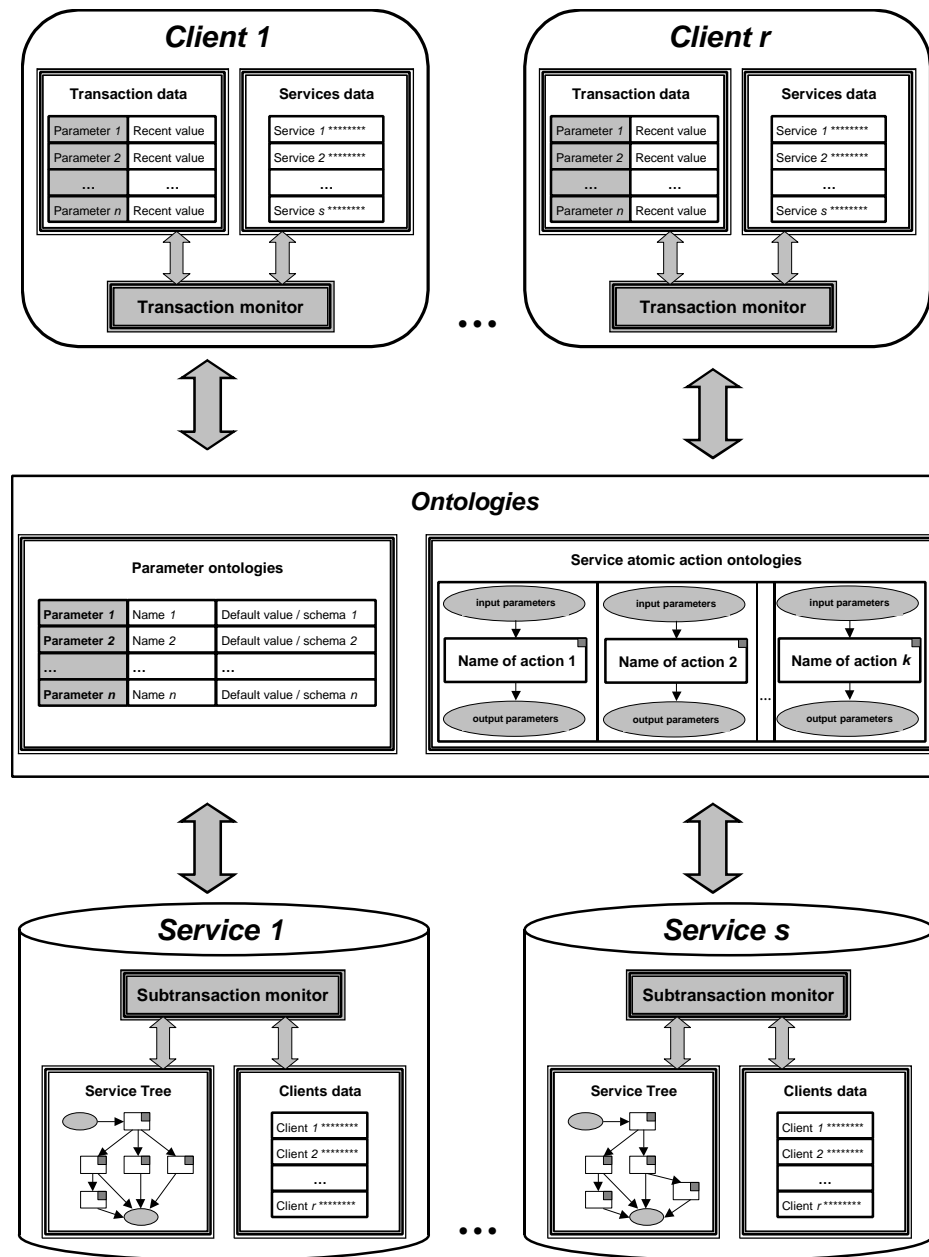 Client 1
Transaction data
Parameter 1 Recent value
Parameter 2 Recent value
... ...
Parameter n Recent value
Services data
Service 1 ********
Service 2 ********
...
Service s ********
Transaction monitor
...
Client r
Transaction data
Parameter 1 Recent value
Parameter 2 Recent value
... ...
Parameter n Recent value
Services data
Service 1 ********
Service 2 ********
...
Service s ********
Transaction monitor
Ontologies
Parameter ontologies
Parameter 1 Name 1 Default value / schema 1
Parameter 2 Name 2 Default value / schema 2
... ... ...
Parameter n Name n Default value / schema n
Service atomic action ontologies
input parameters
Name of action 1
output parameters
input parameters
Name of action 2
output parameters
...
input parameters
Name of action k
output parameters
Service 1
Subtransaction monitor
Service Tree
Clients data
Client 1 ********
Client 2 ********
...
Client r ********
...
Service s
Subtransaction monitor
Service Tree
Clients data
Client 1 ********
Client 2 ********
...
Client r ********